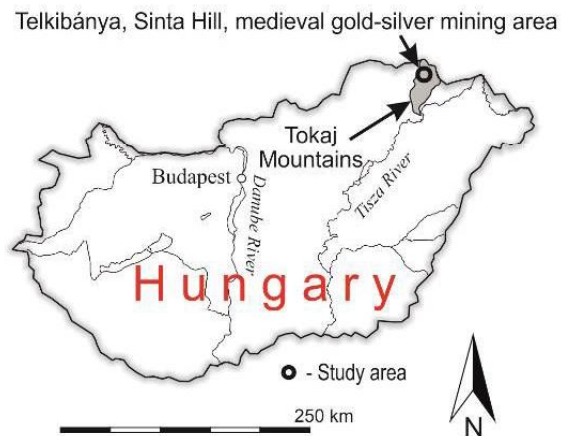 Telkibánya, Sinta Hill, medieval gold-silver mining area
Tokaj
Mountains
Budapest
Danube River
Tisza River
Hungary
- Study area
250 km
N